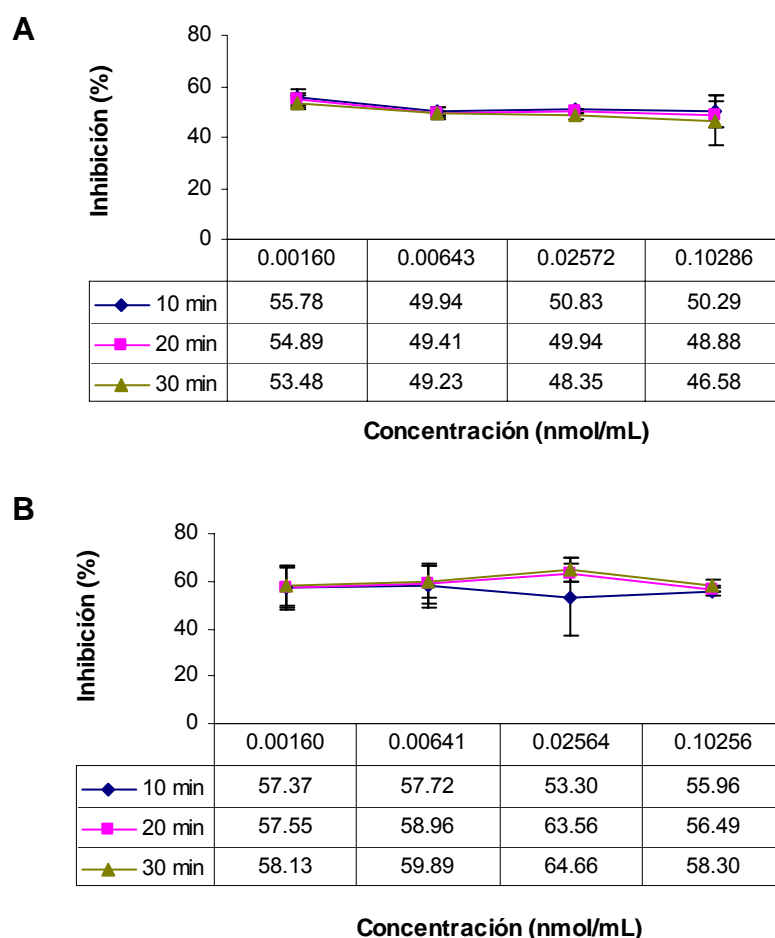 A
Inhibición (%)
80
60
40
20
0
0.00160 0.00643 0.02572 0.10286
10 min 55.78 49.94 50.83 50.29
20 min 54.89 49.41 49.94 48.88
30 min 53.48 49.23 48.35 46.58
Concentración (nmol/mL)
B
Inhibición (%)
80
60
40
20
0
0.00160 0.00641 0.02564 0.10256
10 min 57.37 57.72 53.30 55.96
20 min 57.55 58.96 63.56 56.49
30 min 58.13 59.89 64.66 58.30
Concentración (nmol/mL)